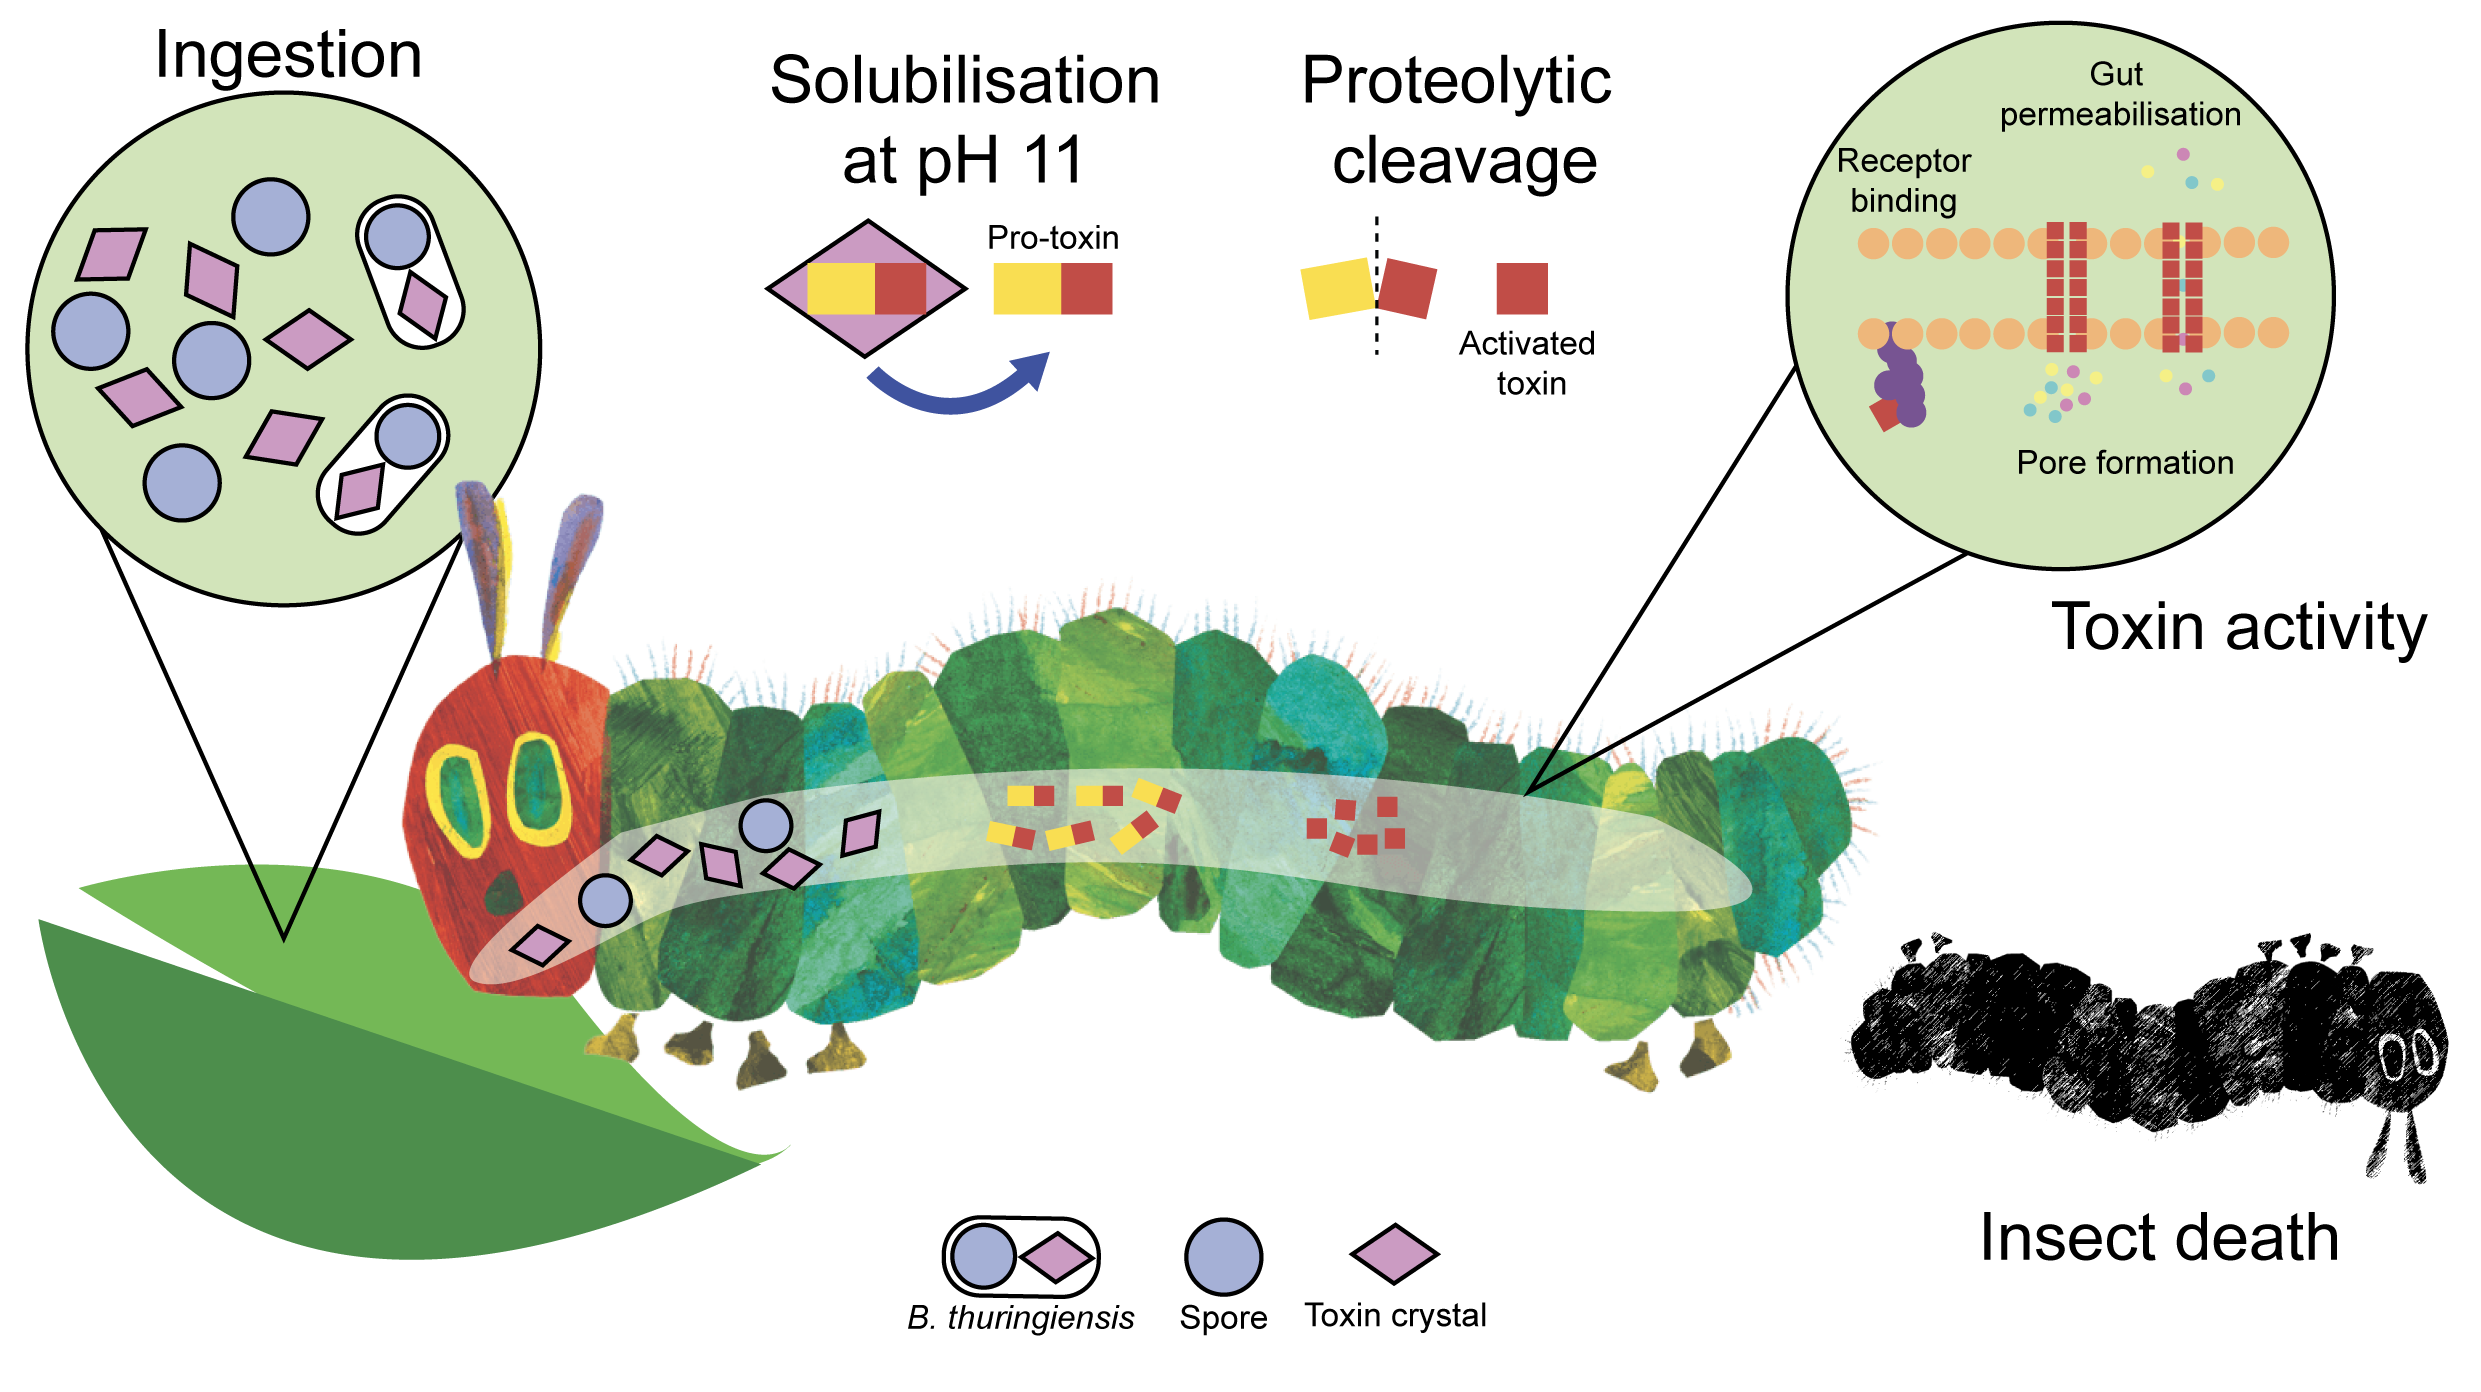 Ingestion
Solubilisation
at pH 11
Pro-toxin
Proteolytic
cleavage
Activated
toxin
Gut
permeabilisation
Receptor
binding
Pore formation
Toxin activity
Insect death
B. thuringiensis
Spore
Toxin crystal